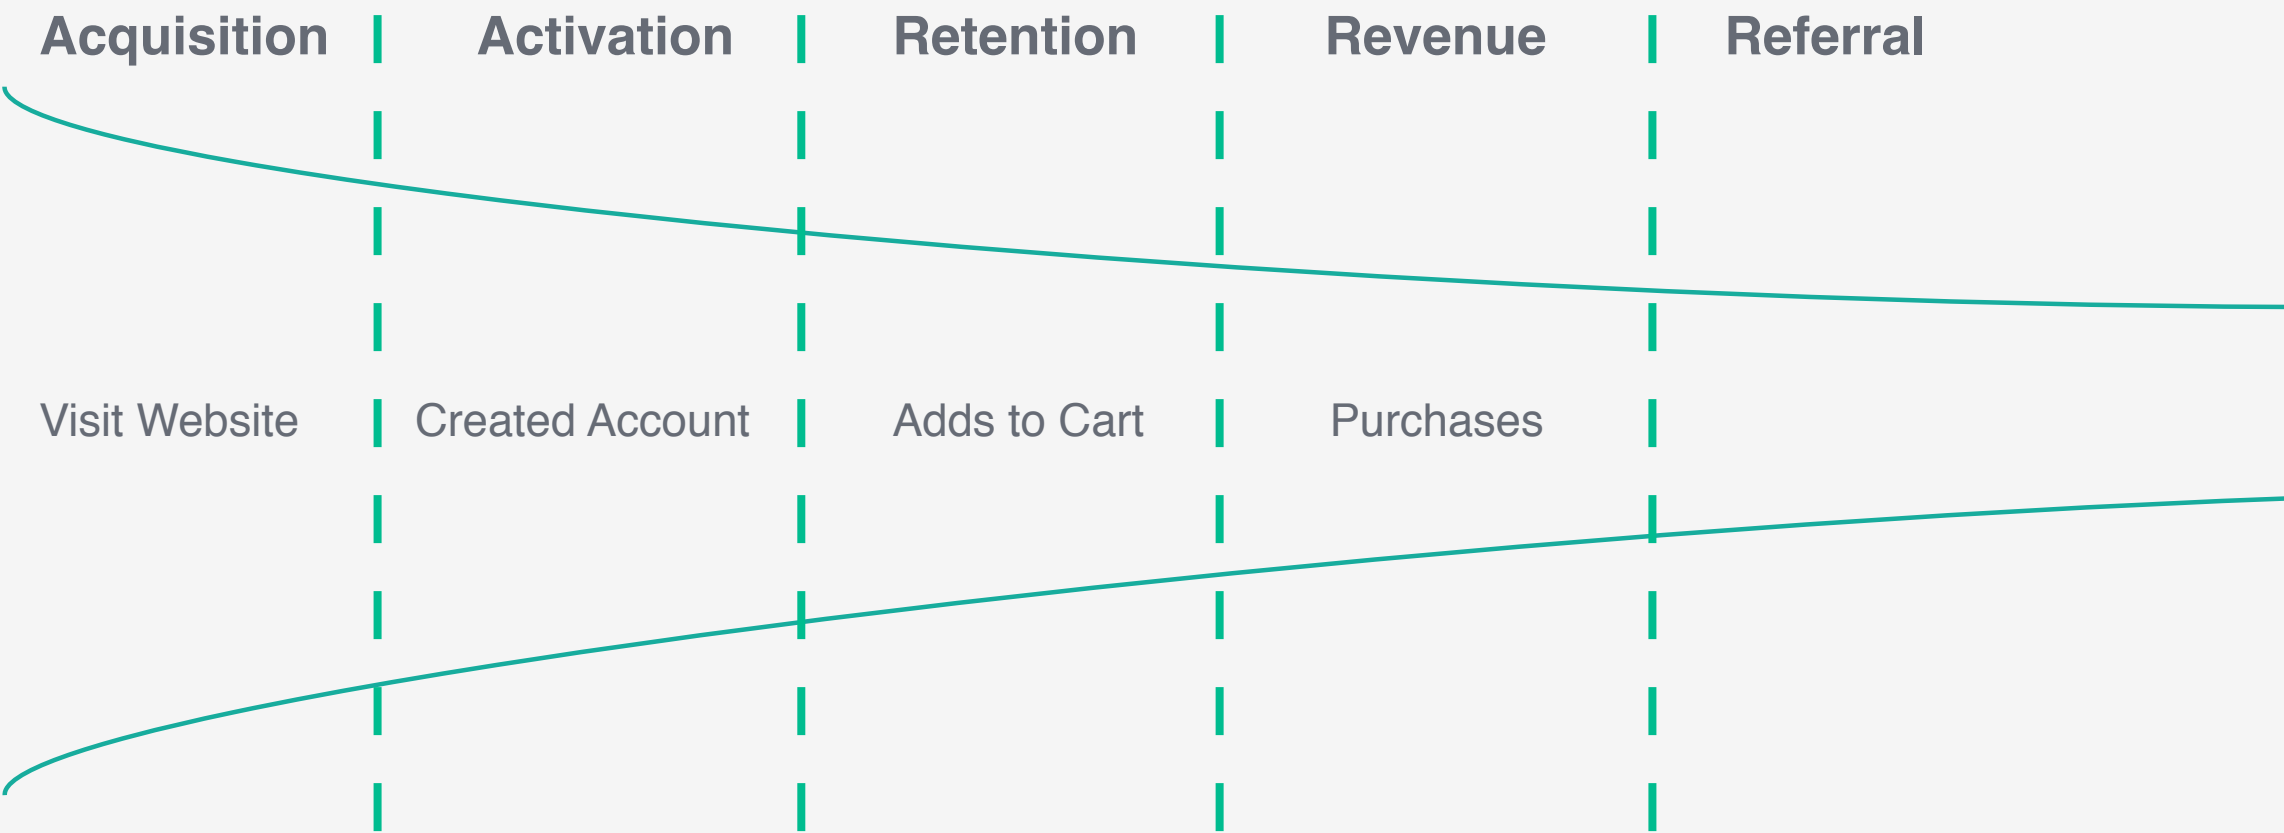 Acquisition
Activation
Retention
Revenue
Referral
Visit Website
Created Account
Adds to Cart
Purchases